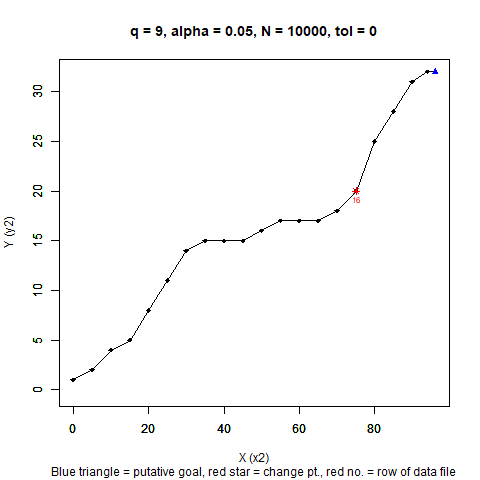 q = 9, alpha = 0.05, N = 10000, tol = 0
Y (y2)
30
25
20
15
10
5
0
16
0 20 40 60 80
X (x2)
Blue triangle = putative goal, red star = change pt., red no. = row of data file